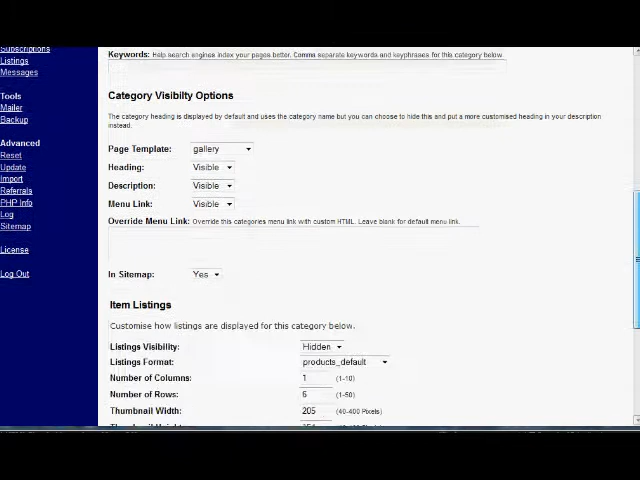 Subscriptions
Listings
Messages
Tools
Mailer
Backup
Advanced
Reset
Update
Import
Referrals
PHP Info
Log
Sitemap
License
Log Out
Keywords: Help search engines index your pages better. Comma separate keywords and keyphrases for this category below
Category Visibilty Options
The category heading is displayed by default and uses the category name but you can choose to hide this and put a more customised heading in your description
instead.
Page Template: gallery
Heading: Visible
Description: Visible
Menu Link: Visible
Override Menu Link: Override this categories menu link with custom HTML. Leave blank for default menu link.
In Sitemap: Yes
Item Listings
Customise how listings are displayed for this category below.
Listings Visibility: Hidden
Listings Format: products_default
Number of Columns: 1 (1-10)
Number of Rows: 6 (1-50)
Thumbnail Width: 205 (40-400 Pixels)